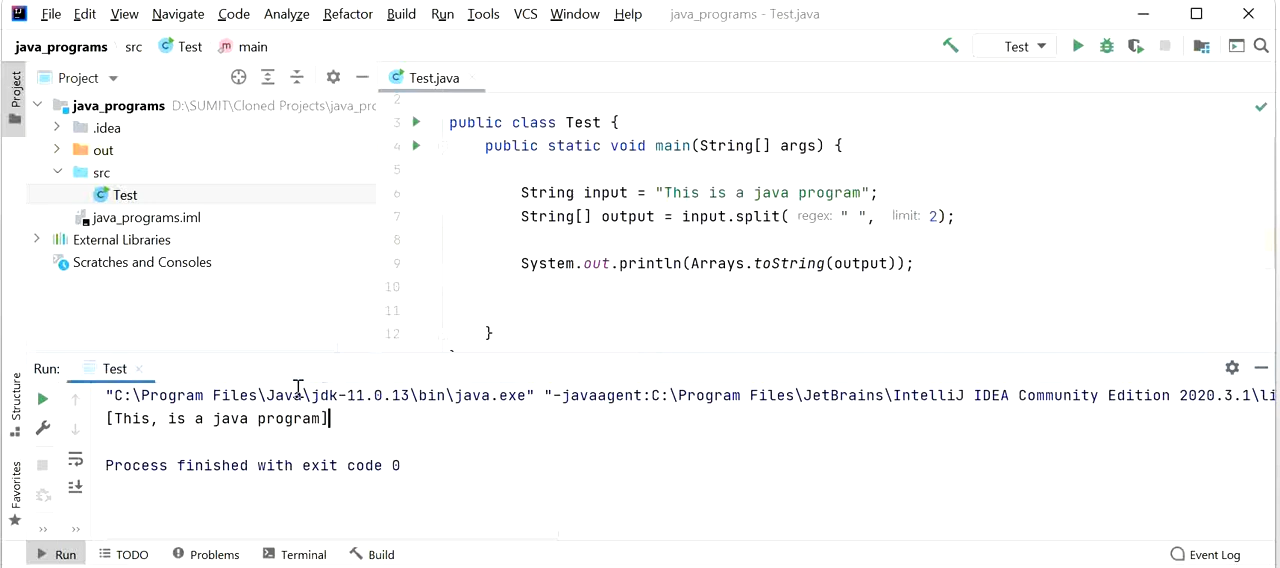 File Edit View Navigate Code Analyze Refactor Build Run Tools VCS Window Help java_programs - Test.java
java_programs src Test main Test
Project
Project
Test.java
java_programs D:\SUMIT\Cloned Projects\java_prc
.idea
out
src
Test
java_programs.iml
External Libraries
Scratches and Consoles
2
3 public class Test {
4 public static void main(String[] args) {
5
6 String input = "This is a java program";
7 String[] output = input.split( regex: " ", limit: 2);
8
9 System.out.println(Arrays.toString(output));
10
11
12 }
Run: Test
Structure
Favorites
"C:\Program Files\Java\jdk-11.0.13\bin\java.exe" "-javaagent:C:\Program Files\JetBrains\IntelliJ IDEA Community Edition 2020.3.1\li
[This, is a java program]
Process finished with exit code 0
Run TODO Problems Terminal Build Event Log